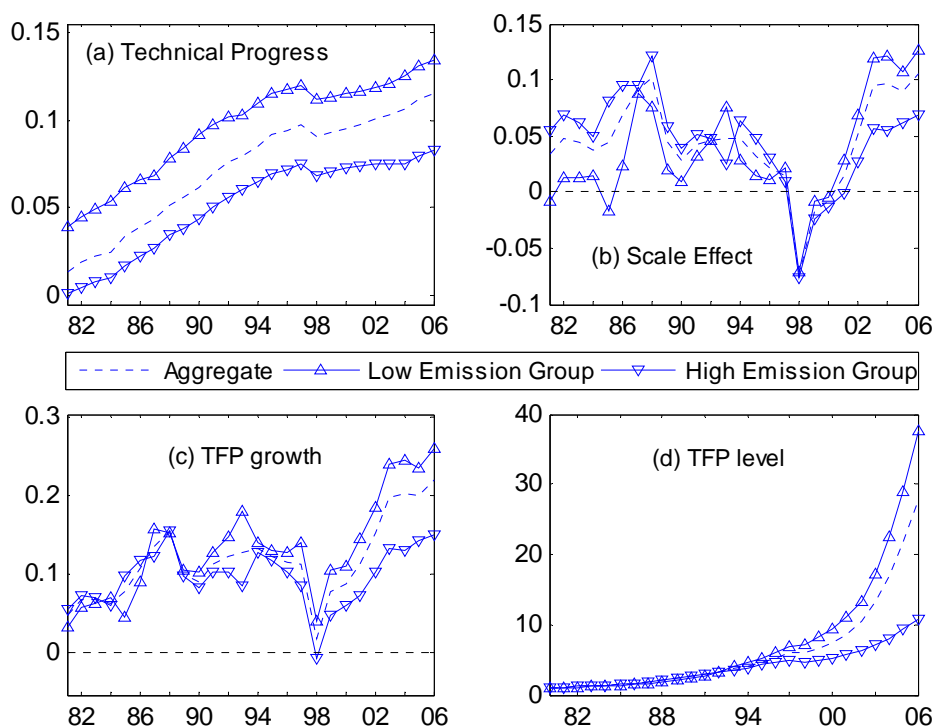 0.15
0.1
0.05
0
(a) Technical Progress
82 86 90 94 98 02 06
0.15
0.1
0.05
0
-0.05
-0.1
(b) Scale Effect
82 86 90 94 98 02 06
Aggregate Low Emission Group High Emission Group
0.3
0.2
0.1
0
(c) TFP growth
82 86 90 94 98 02 06
40
30
20
10
0
(d) TFP level
82 88 94 00 06